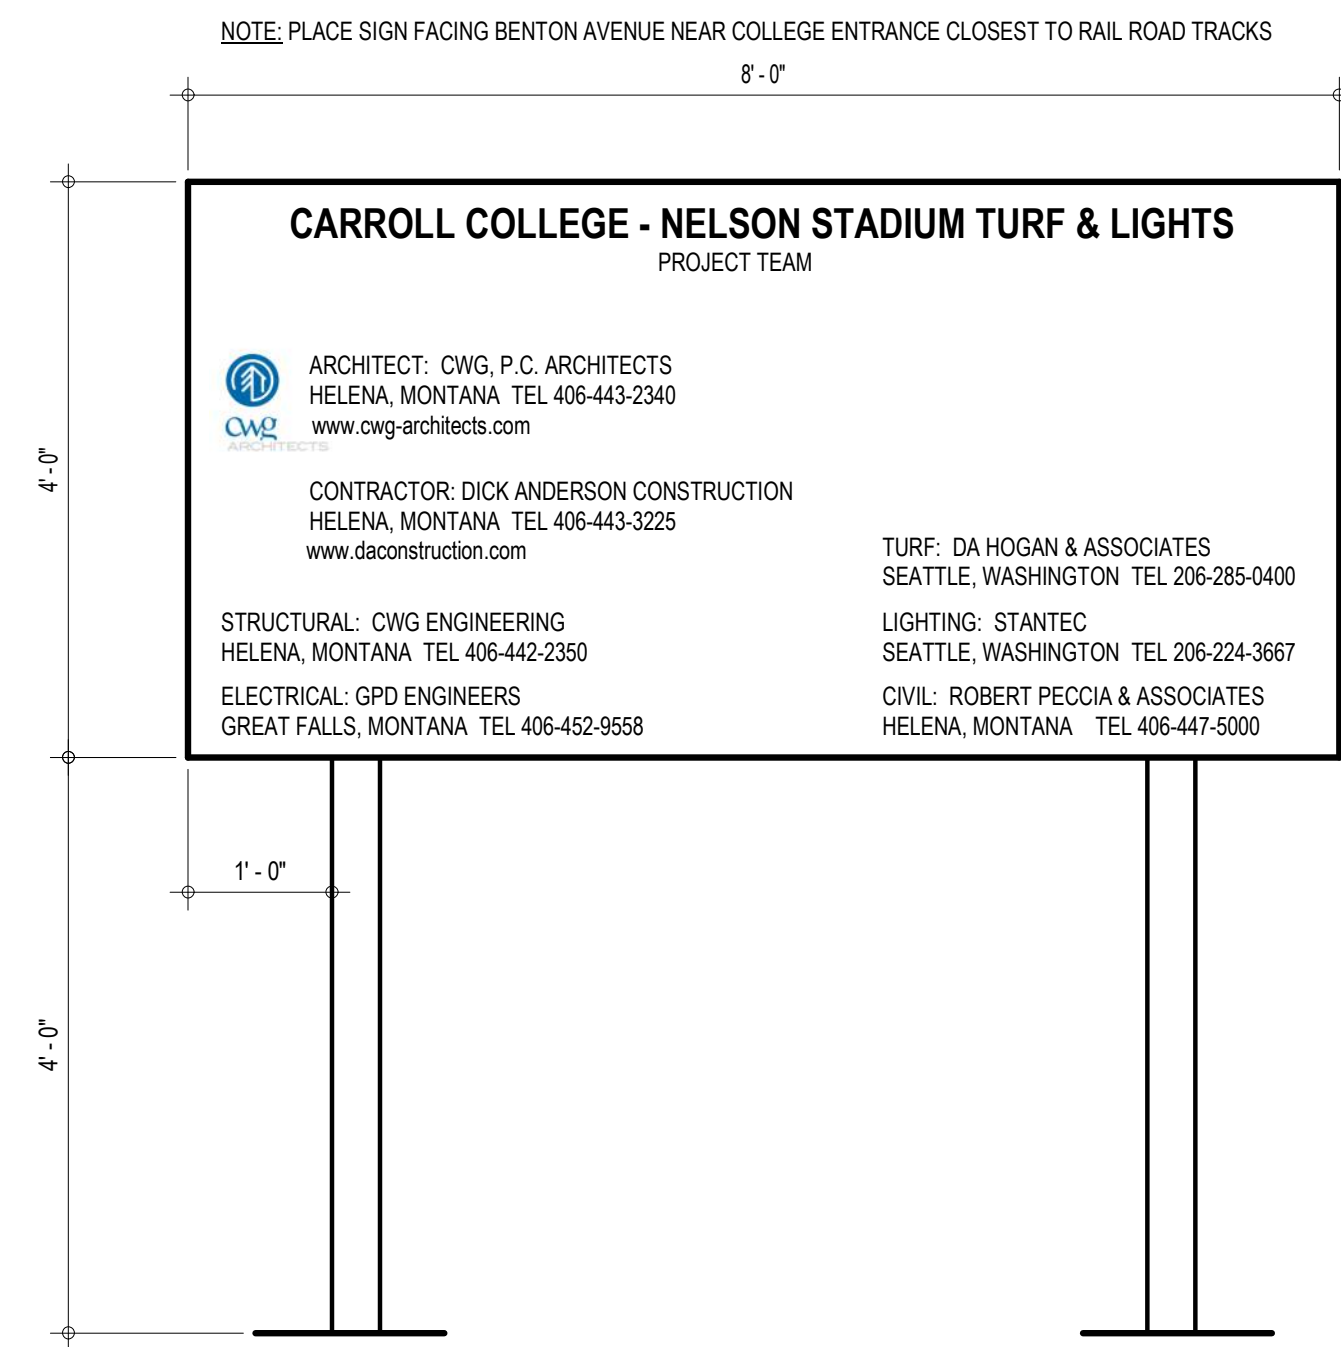 NOTE: PLACE SIGN FACING BENTON AVENUE NEAR COLLEGE ENTRANCE CLOSEST TO RAIL ROAD TRACKS
8' - 0"
CARROLL COLLEGE - NELSON STADIUM TURF & LIGHTS
PROJECT TEAM
cwg
ARCHITECTS
ARCHITECT: CWG, P.C. ARCHITECTS
HELENA, MONTANA TEL 406-443-2340
www.cwg-architects.com
4' - 0"
CONTRACTOR: DICK ANDERSON CONSTRUCTION
HELENA, MONTANA TEL 406-443-3225
www.daconstruction.com
STRUCTURAL: CWG ENGINEERING
HELENA, MONTANA TEL 406-442-2350
ELECTRICAL: GPD ENGINEERS
GREAT FALLS, MONTANA TEL 406-452-9558
TURF: DA HOGAN & ASSOCIATES
SEATTLE, WASHINGTON TEL 206-285-0400
LIGHTING: STANTEC
SEATTLE, WASHINGTON TEL 206-224-3667
CIVIL: ROBERT PECCIA & ASSOCIATES
HELENA, MONTANA TEL 406-447-5000
1' - 0"
4' - 0"